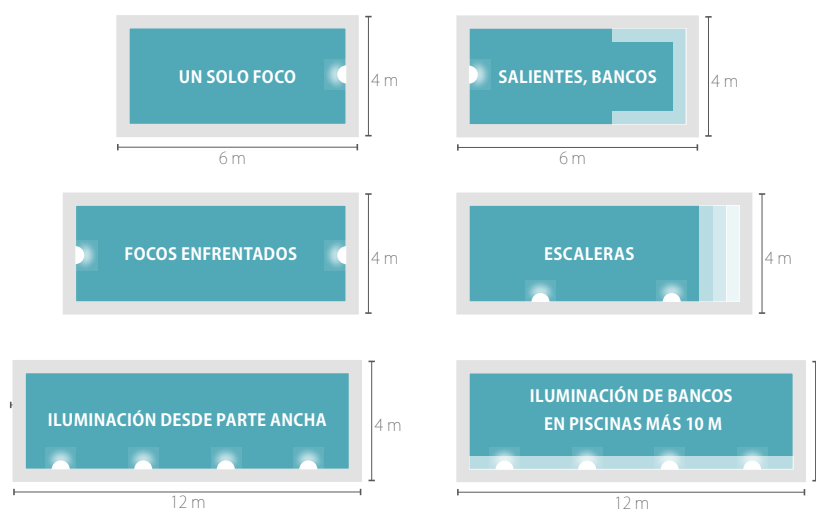 UN SOLO FOCO
4 m
6 m
SALIENTES, BANCOS
4 m
6 m
FOCOS ENFRENTADOS
4 m
ESCALERAS
4 m
ILUMINACIÓN DESDE PARTE ANCHA
4 m
12 m
ILUMINACIÓN DE BANCOS
EN PISCINAS MÁS 10 M
12 m